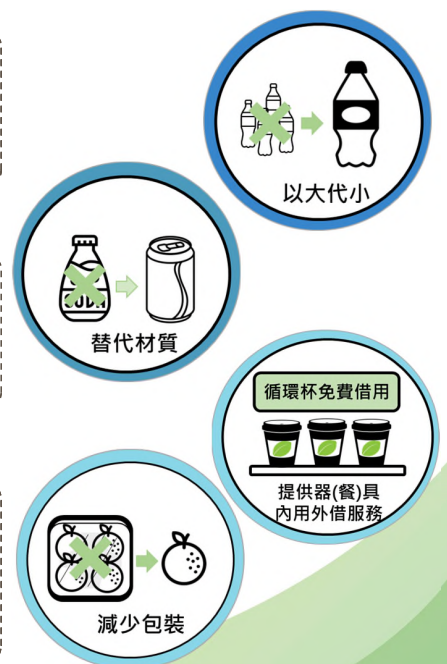 以大代小
SODA
替代材質
循環杯免費借用
提供器(餐)具
內用外借服務
減少包裝